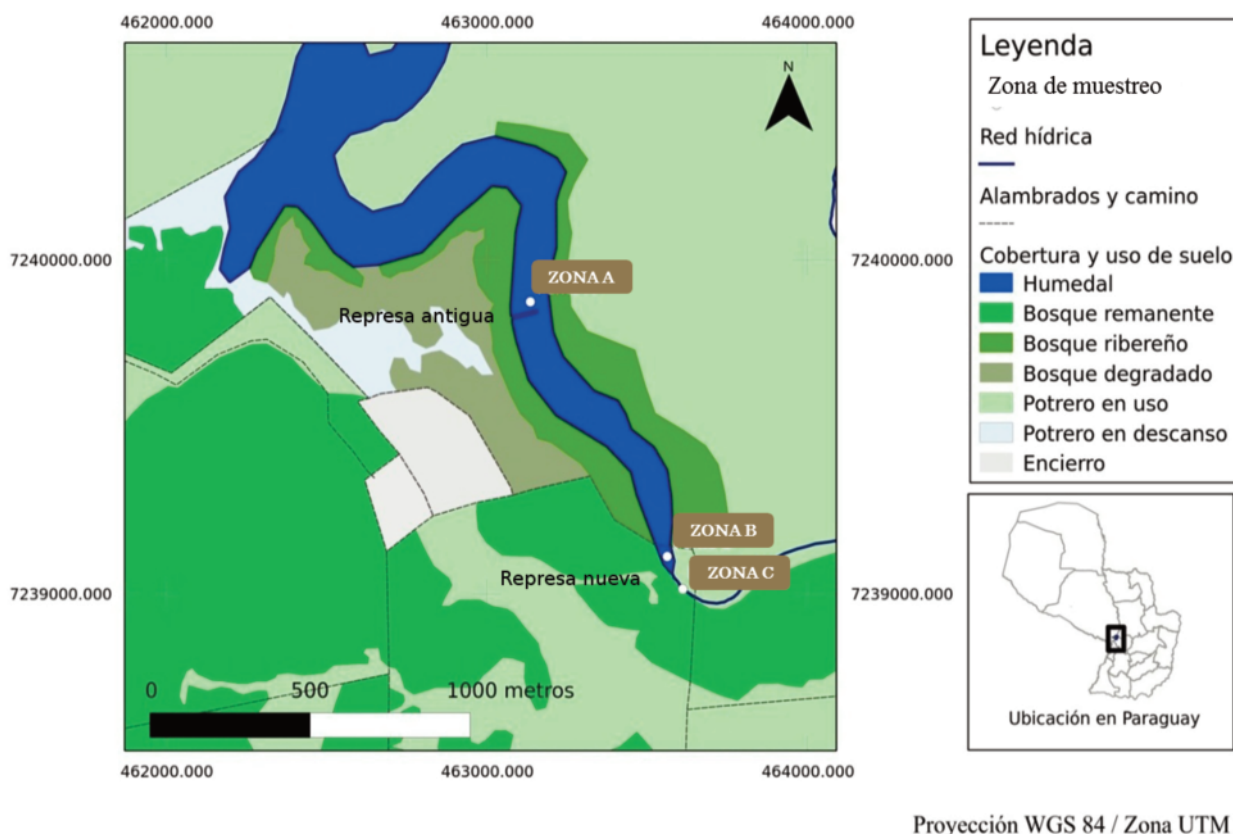 462000.000 463000.000 464000.000
N
7240000.000 7240000.000
ZONA A
Represa antigua
ZONA B
ZONA C
Represa nueva
7239000.000 7239000.000
0 500 1000 metros
462000.000 463000.000 464000.000
Leyenda
Zona de muestreo
Red hídrica
Alambrados y camino
Cobertura y uso de suelo
Humedal
Bosque remanente
Bosque ribereño
Bosque degradado
Potrero en uso
Potrero en descanso
Encierro
Ubicación en Paraguay
Proyección WGS 84 / Zona UTM